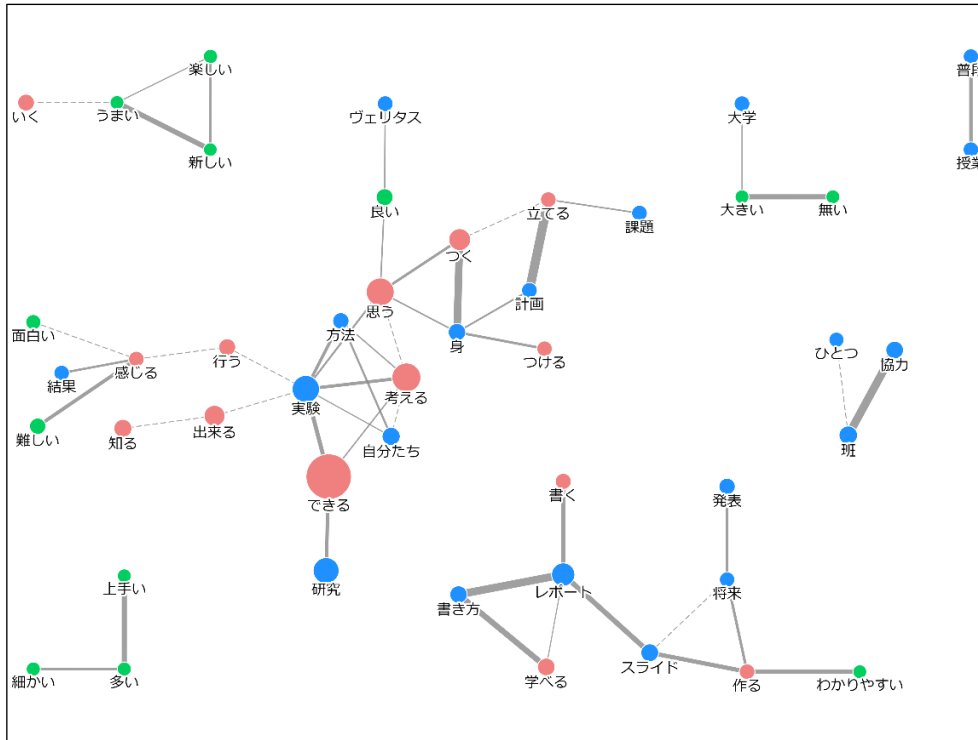 楽しい
普段
いく
うまい
ヴェリタス
大学
新しい
授業
良い
立てる
大きい
無い
課題
つく
思う
計画
面白い
方法
身
ひとつ
協力
結果
感じる
行う
つける
考える
実験
難しい
知る
出来る
自分たち
班
できる
書く
発表
研究
上手い
レポート
書き方
将来
細かい
多い
学べる
スライド
作る
わかりやすい